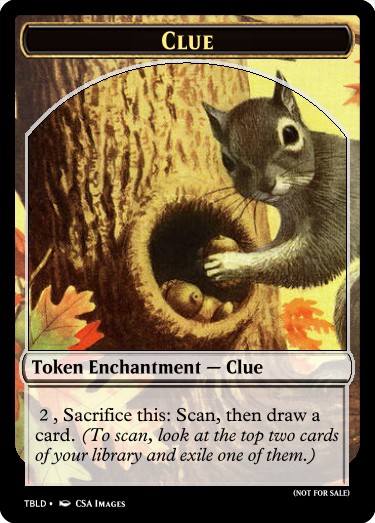 Clue
Token Enchantment — Clue
2 , Sacrifice this: Scan, then draw a
card. (To scan, look at the top two cards
of your library and exile one of them.)
(NOT FOR SALE)
TBLD • CSA Images